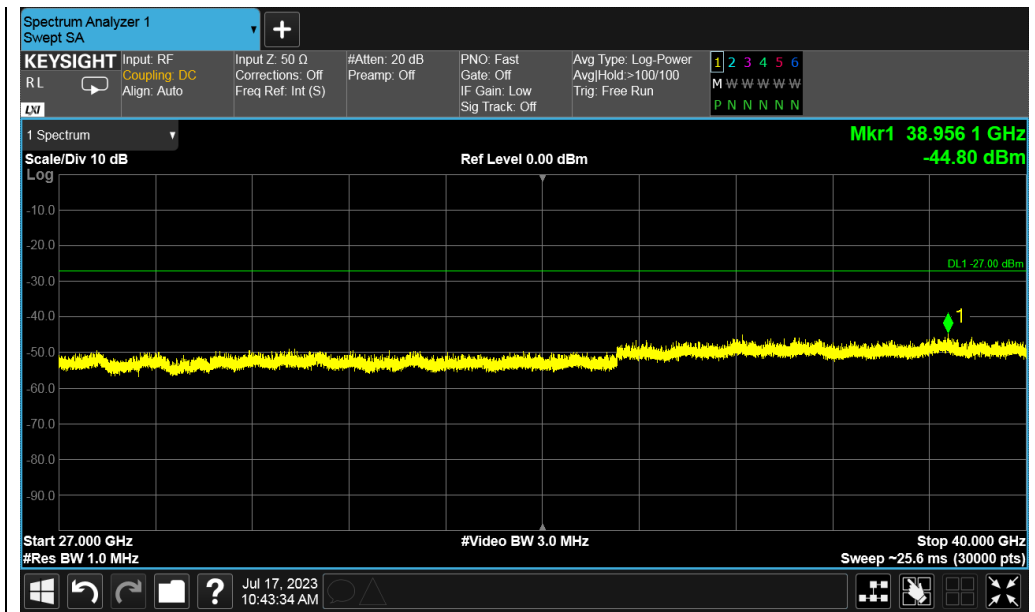 Spectrum Analyzer 1
Swept SA
+
KEYSIGHT
R L
LXI
Input: RF
Coupling: DC
Align: Auto
Input Z: 50 Ω
Corrections: Off
Freq Ref: Int (S)
#Atten: 20 dB
Preamp: Off
PNO: Fast
Gate: Off
IF Gain: Low
Sig Track: Off
Avg Type: Log-Power
Avg|Hold:>100/100
Trig: Free Run
1 2 3 4 5 6
M W W W W W
P N N N N N
1 Spectrum
Scale/Div 10 dB
Ref Level 0.00 dBm
Mkr1 38.956 1 GHz
-44.80 dBm
Log
-10.0
-20.0
DL1 -27.00 dBm
-30.0
-40.0
1
-50.0
-60.0
-70.0
-80.0
-90.0
Start 27.000 GHz
#Video BW 3.0 MHz
Stop 40.000 GHz
#Res BW 1.0 MHz
Sweep ~25.6 ms (30000 pts)
?
Jul 17, 2023
10:43:34 AM